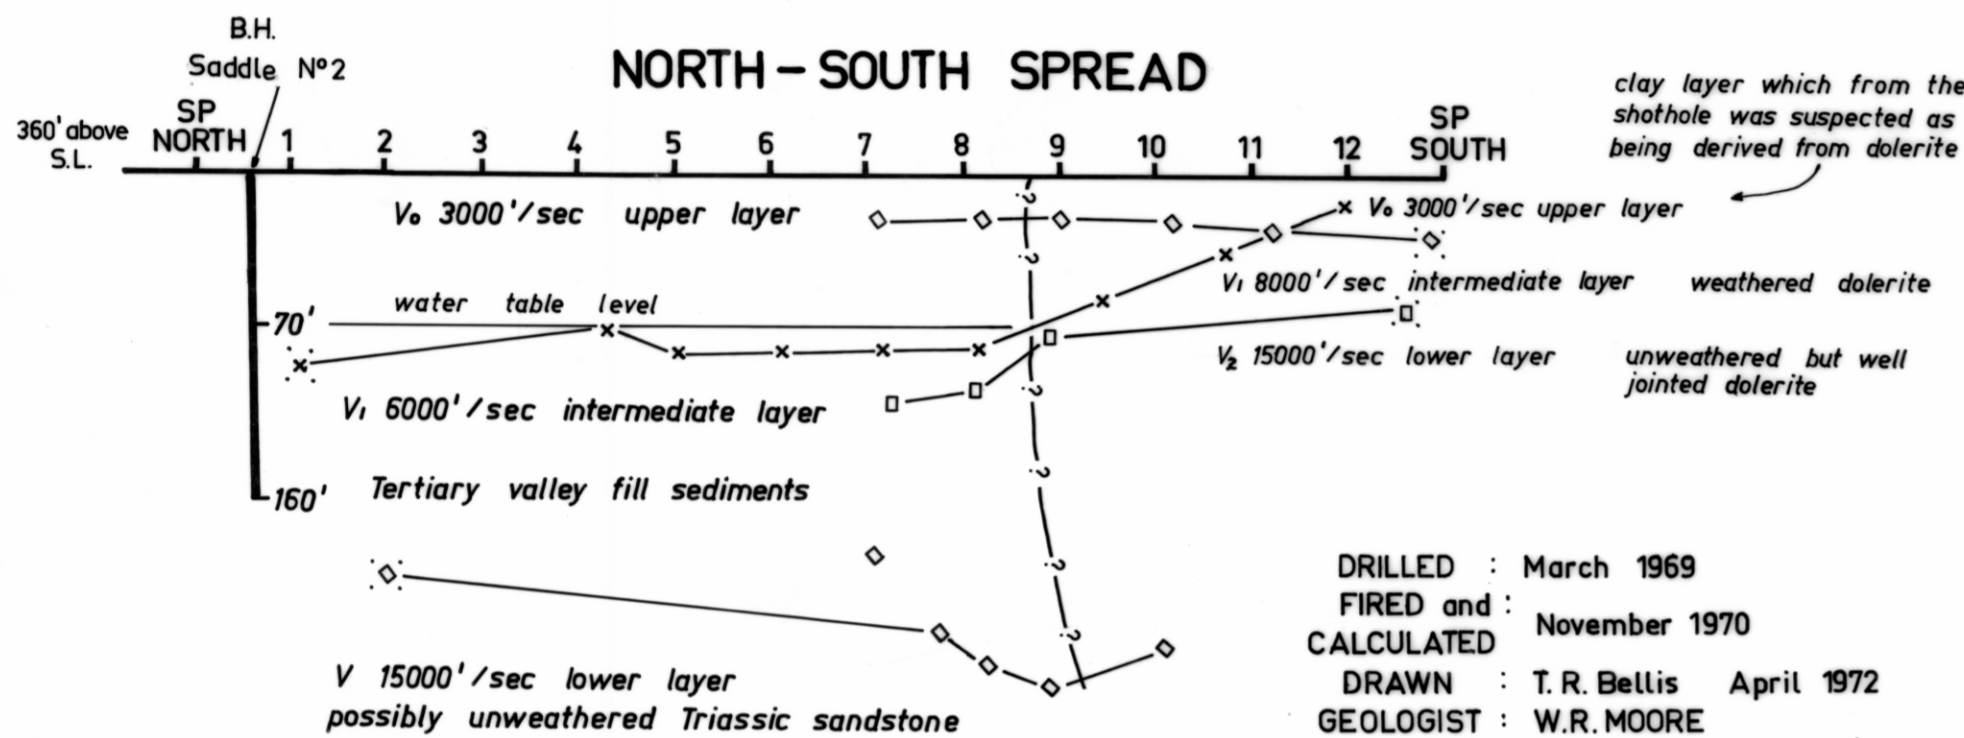 B.H.
Saddle Nº2
NORTH - SOUTH SPREAD
clay layer which from the
shothole was suspected as
being derived from dolerite
360' above
S.L.
SP
NORTH 1 2 3 4 5 6 7 8 9 10 11 12 SP
SOUTH
V₀ 3000'/sec upper layer
V₀ 3000'/sec upper layer
V₁ 8000'/sec intermediate layer weathered dolerite
water table level
70'
V₂ 15000'/sec lower layer unweathered but well
jointed dolerite
V₁ 6000'/sec intermediate layer
160'
Tertiary valley fill sediments
?
?
?
?
?
?
V 15000'/sec lower layer
possibly unweathered Triassic sandstone
DRILLED : March 1969
FIRED and :
CALCULATED November 1970
DRAWN : T. R. Bellis April 1972
GEOLOGIST : W.R. MOORE